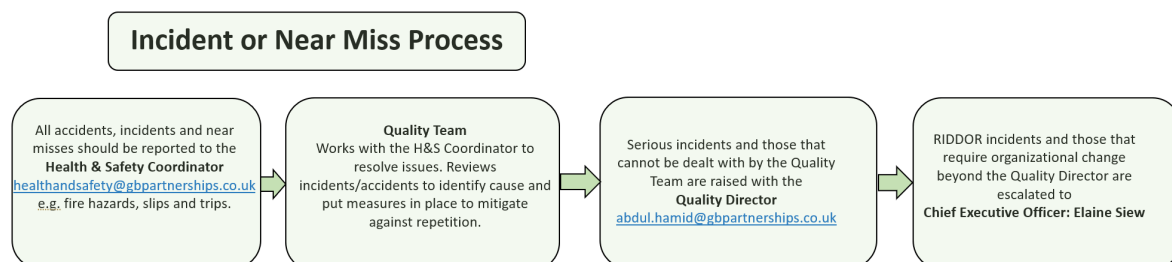 Incident or Near Miss Process
All accidents, incidents and near
misses should be reported to the
Health & Safety Coordinator
healthandsafety@gbpartnerships.co.uk
e.g. fire hazards, slips and trips.
Quality Team
Works with the H&S Coordinator to
resolve issues. Reviews
incidents/accidents to identify cause and
put measures in place to mitigate
against repetition.
Serious incidents and those that
cannot be dealt with by the Quality
Team are raised with the
Quality Director
abdul.hamid@gbpartnerships.co.uk
RIDDOR incidents and those that
require organizational change
beyond the Quality Director are
escalated to
Chief Executive Officer: Elaine Siew